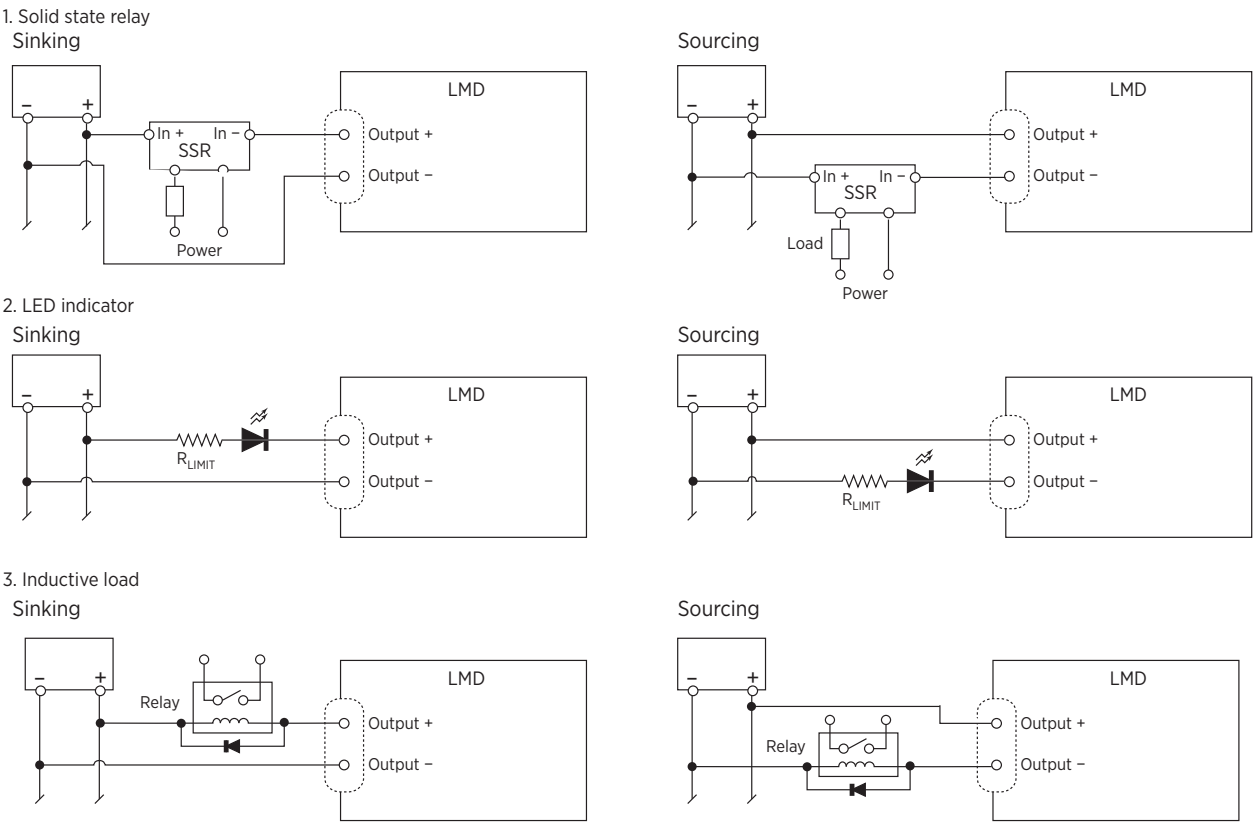 1. Solid state relay
Sinking
− +
In + In −
SSR
Power
LMD
Output +
Output −
Sourcing
− +
In + In −
SSR
Load
Power
LMD
Output +
Output −
2. LED indicator
Sinking
− +
RLIMIT
LMD
Output +
Output −
Sourcing
− +
RLIMIT
LMD
Output +
Output −
3. Inductive load
Sinking
− +
Relay
LMD
Output +
Output −
Sourcing
− +
Relay
LMD
Output +
Output −